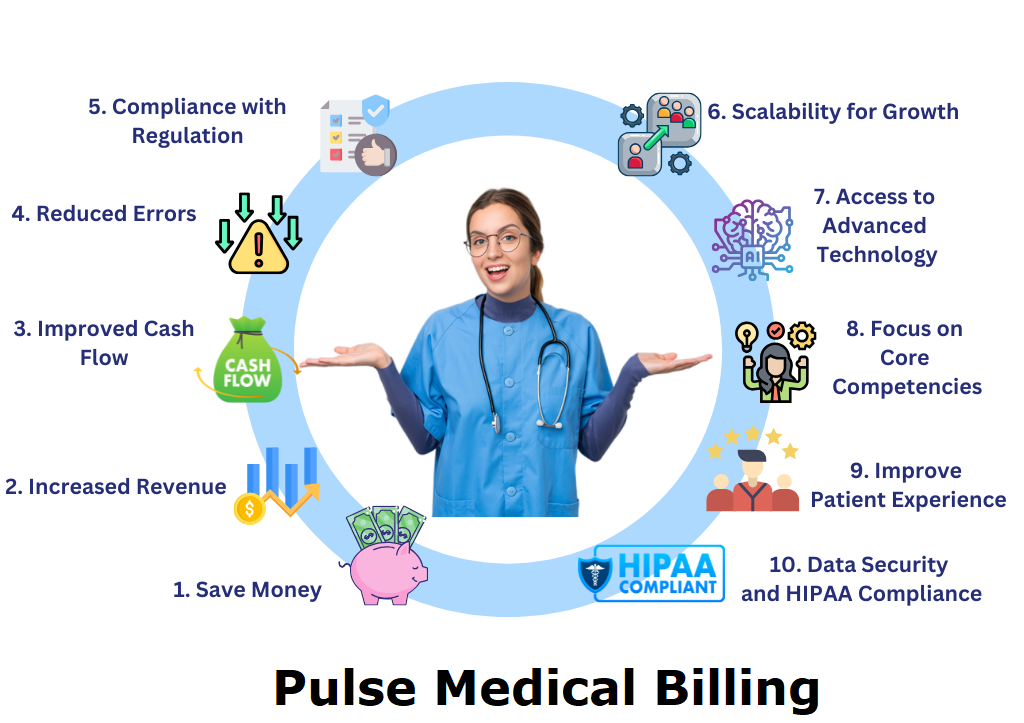 5. Compliance with
Regulation
6. Scalability for Growth
4. Reduced Errors
7. Access to
Advanced
Technology
AI
3. Improved Cash
Flow
CASH
FLOW
8. Focus on
Core
Competencies
2. Increased Revenue
$
9. Improve
Patient Experience
1. Save Money
$ $ $
HIPAA
COMPLIANT
10. Data Security
and HIPAA Compliance
Pulse Medical Billing